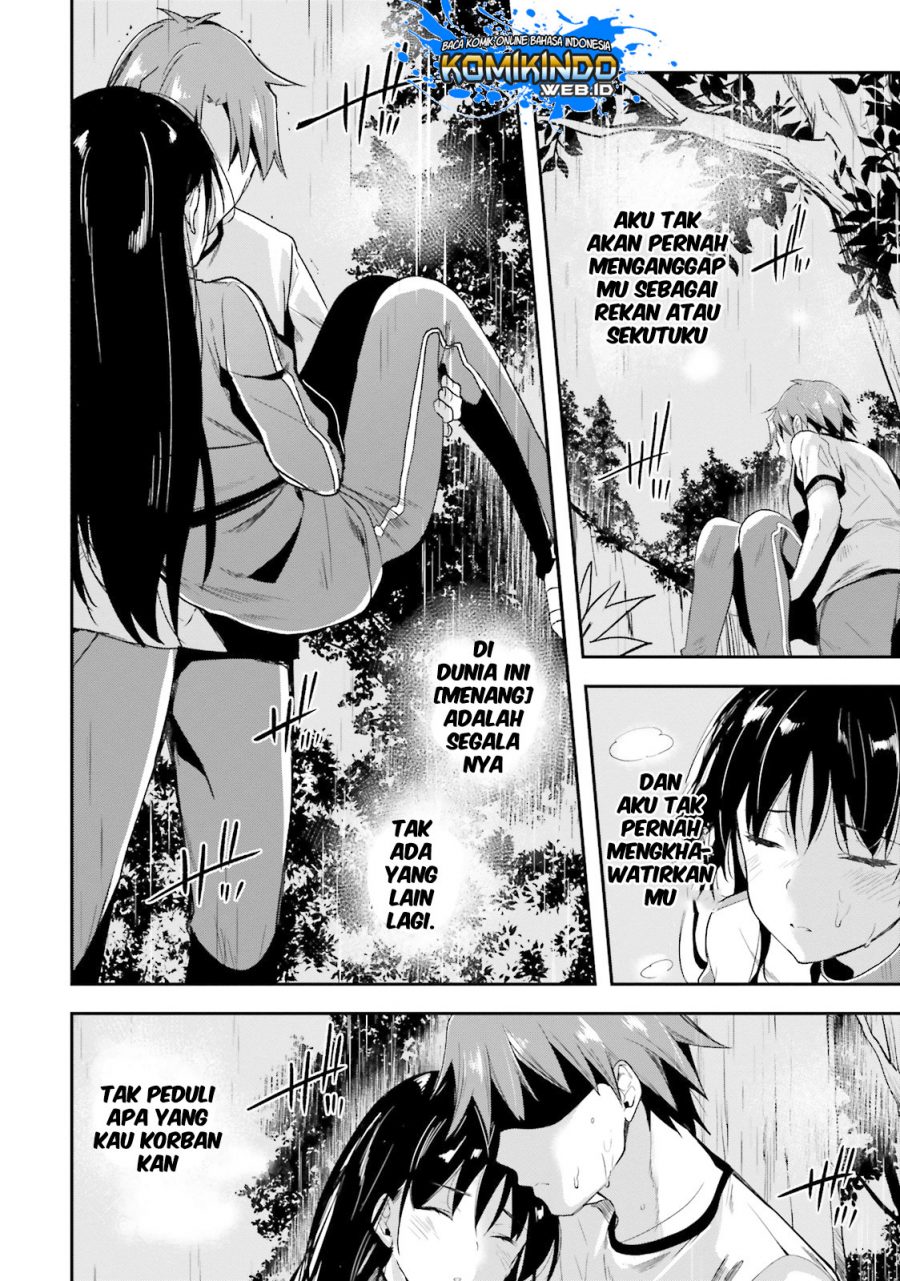 BACA KOMIK ONLINE BAHASA INDONESIA
KOMIKINDO
WEB.ID
AKU TAK
AKAN PERNAH
MENGANGGAP
MU SEBAGAI
REKAN ATAU
SEKUTUKU
DAN
AKU TAK
PERNAH
MENGKHA-
WATIRKAN
MU
DI
DUNIA INI
[MENANG]
ADALAH
SEGALA
NYA
TAK
ADA
YANG
LAIN
LAGI.
TAK PEDULI
APA YANG
KAU KORBAN
KAN